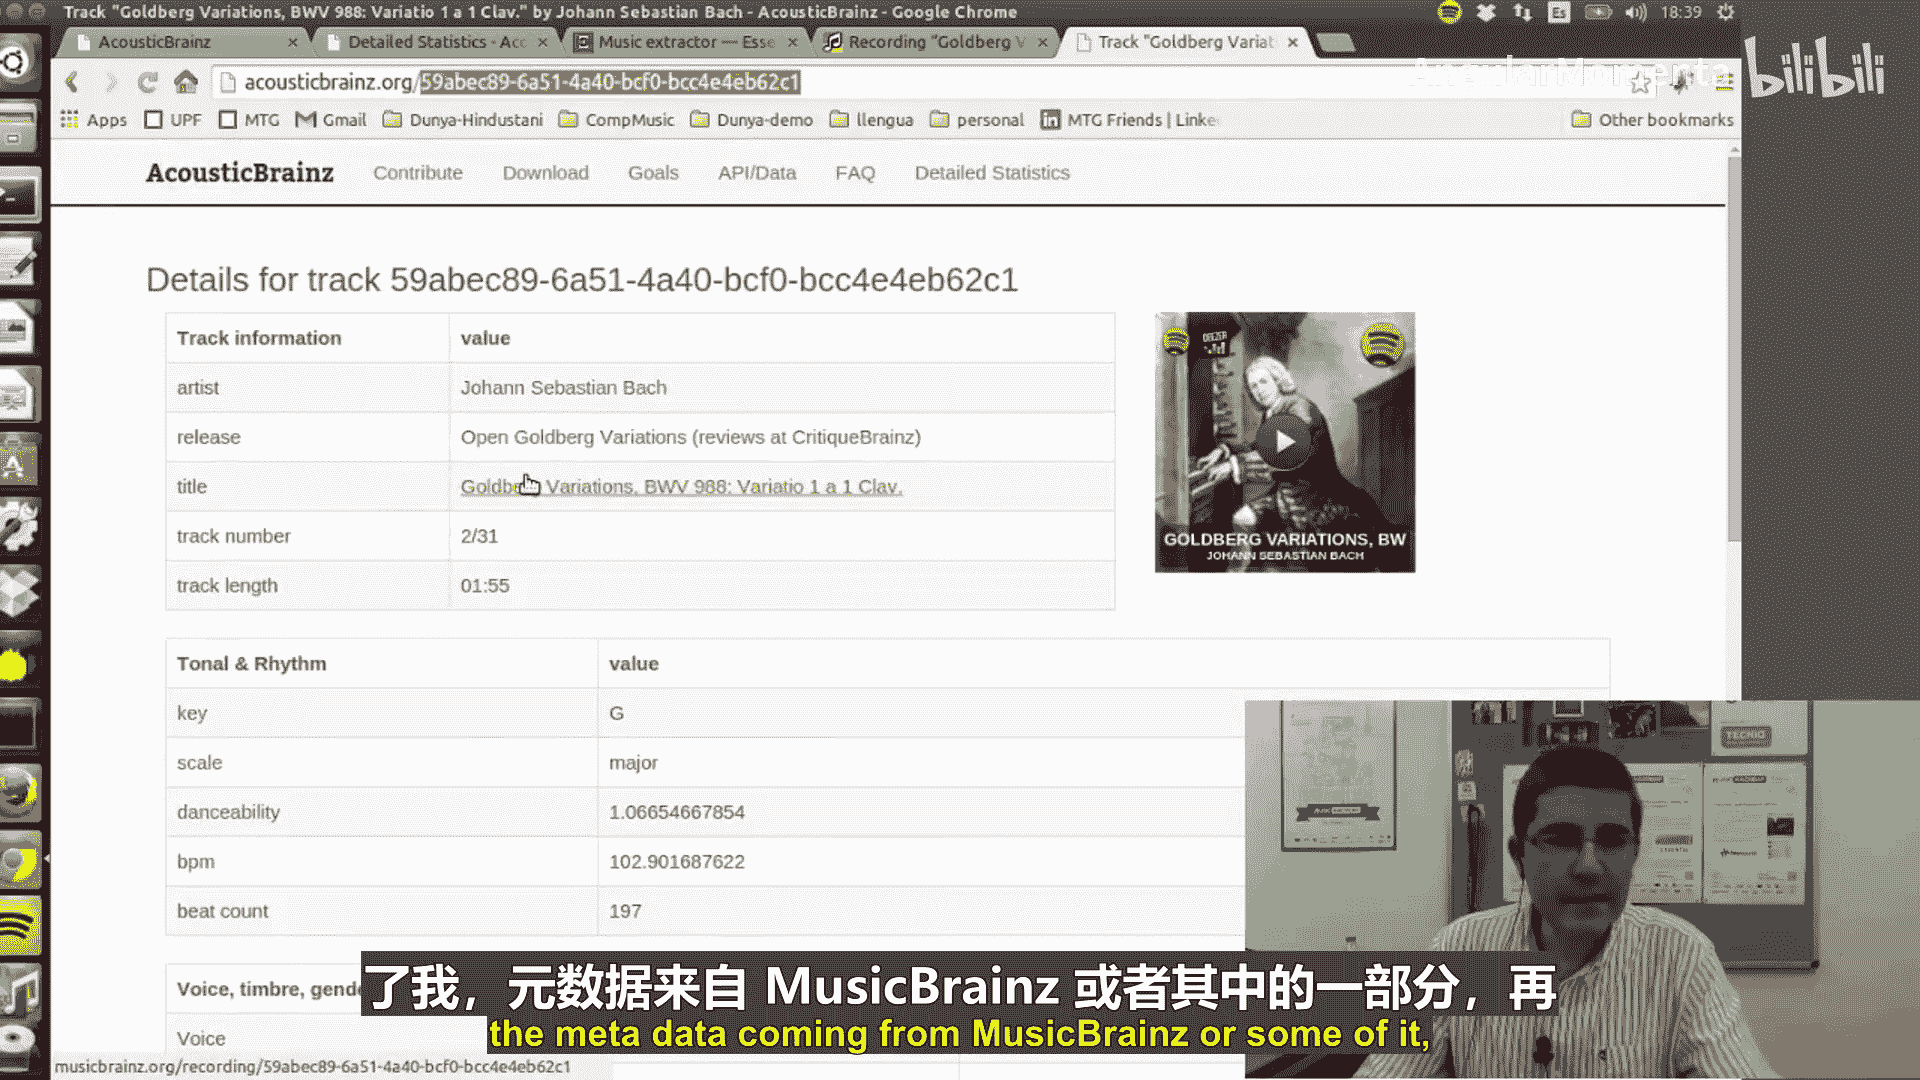 Track "Goldberg Variations, BWV 988: Variatio 1 a 1 Clav." by Johann Sebastian Bach - AcousticBrainz - Google Chrome
Es
18:39
AcousticBrainz
Detailed Statistics - Acc
Music extractor — Esse
Recording "Goldberg V
Track "Goldberg Variat
acousticbrainz.org/59abec89-6a51-4a40-bcf0-bcc4e4eb62c1
bilibili
Apps UPF MTG Gmail Dunya-Hindustani CompMusic Dunya-demo llengua personal MTG Friends | Linke Other bookmarks
AcousticBrainz Contribute Download Goals API/Data FAQ Detailed Statistics
Details for track 59abec89-6a51-4a40-bcf0-bcc4e4eb62c1
Track information value
artist Johann Sebastian Bach
release Open Goldberg Variations (reviews at CritiqueBrainz)
title Goldberg Variations, BWV 988: Variatio 1 a 1 Clav.
track number 2/31
track length 01:55
DEEZER
GOLDBERG VARIATIONS, BW
JOHANN SEBASTIAN BACH
Tonal & Rhythm value
key G
scale major
danceability 1.06654667854
bpm 102.901687622
beat count 197
TECNIO
Voice, timbre, gende
Voice
了我，元数据来自 MusicBrainz 或者其中的一部分，再
the meta data coming from MusicBrainz or some of it,
musicbrainz.org/recording/59abec89-6a51-4a40-bcf0-bcc4e4eb62c1